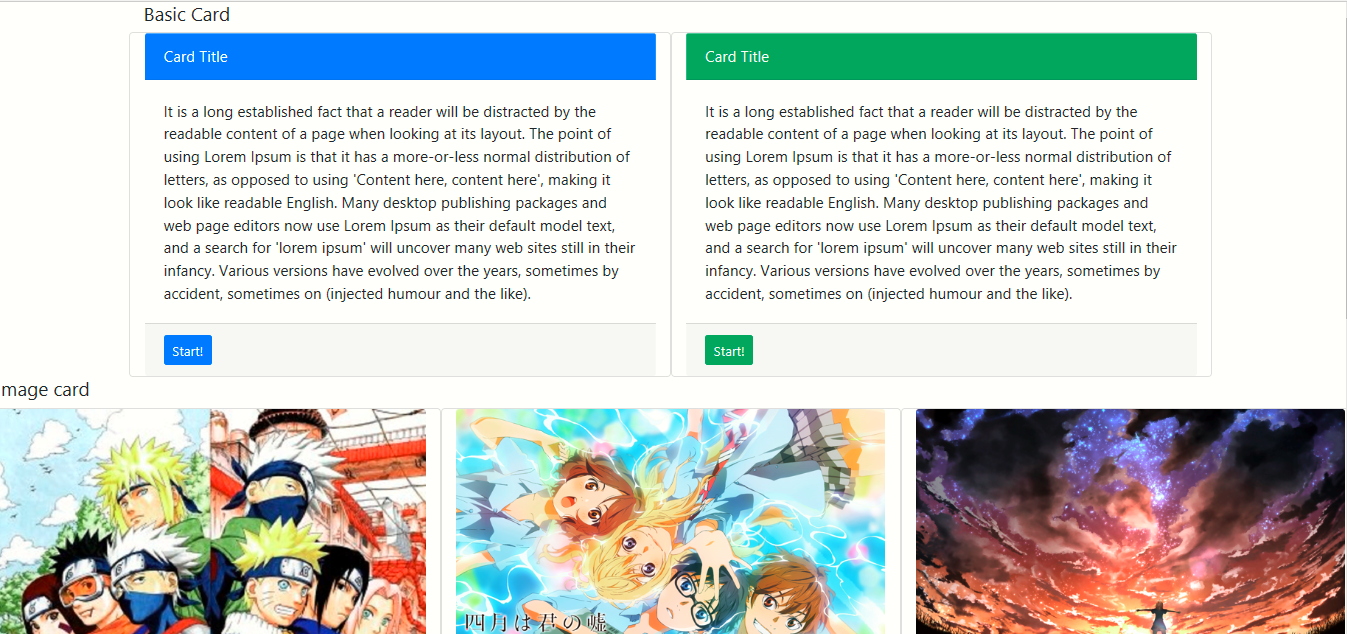 Basic Card
Card Title
It is a long established fact that a reader will be distracted by the
readable content of a page when looking at its layout. The point of
using Lorem Ipsum is that it has a more-or-less normal distribution of
letters, as opposed to using 'Content here, content here', making it
look like readable English. Many desktop publishing packages and
web page editors now use Lorem Ipsum as their default model text,
and a search for 'lorem ipsum' will uncover many web sites still in their
infancy. Various versions have evolved over the years, sometimes by
accident, sometimes on (injected humour and the like).
Start!
Card Title
It is a long established fact that a reader will be distracted by the
readable content of a page when looking at its layout. The point of
using Lorem Ipsum is that it has a more-or-less normal distribution of
letters, as opposed to using 'Content here, content here', making it
look like readable English. Many desktop publishing packages and
web page editors now use Lorem Ipsum as their default model text,
and a search for 'lorem ipsum' will uncover many web sites still in their
infancy. Various versions have evolved over the years, sometimes by
accident, sometimes on (injected humour and the like).
Start!
mage card
四月は君の嘘